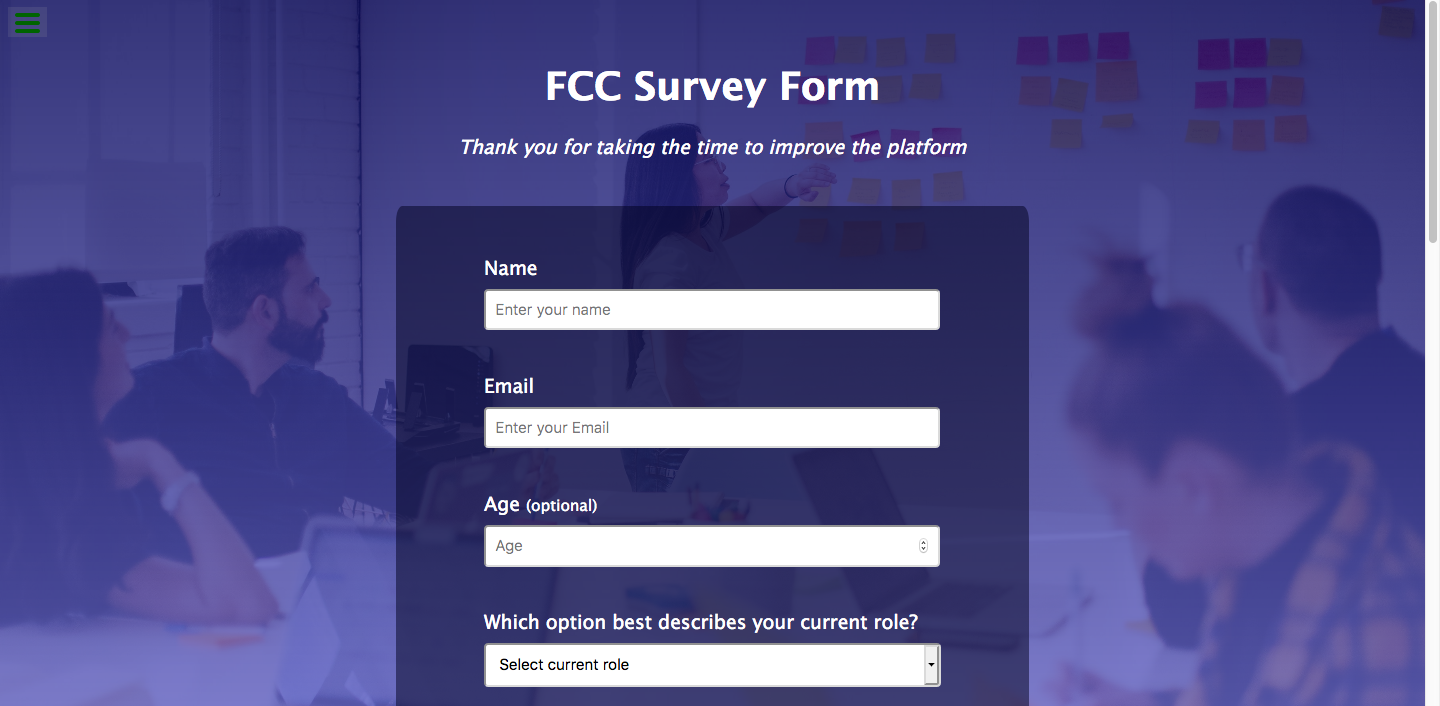 FCC Survey Form
Thank you for taking the time to improve the platform
Name
Enter your name
Email
Enter your Email
Age (optional)
Age
Which option best describes your current role?
Select current role